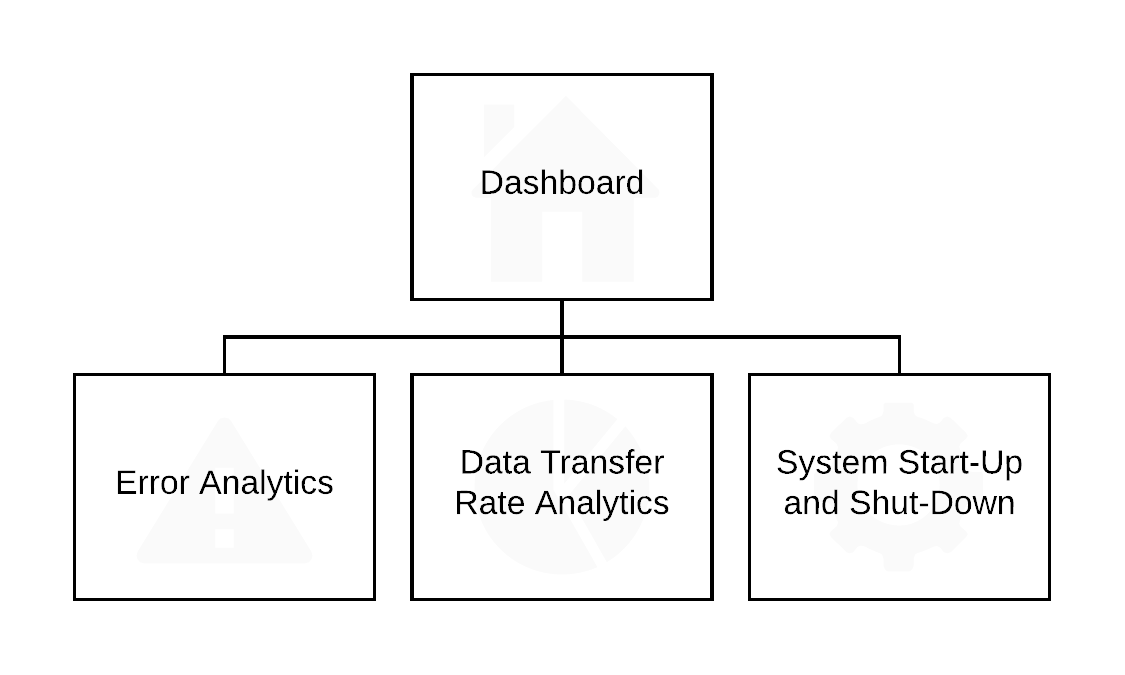 Dashboard
Error Analytics
Data Transfer
Rate Analytics
System Start-Up
and Shut-Down